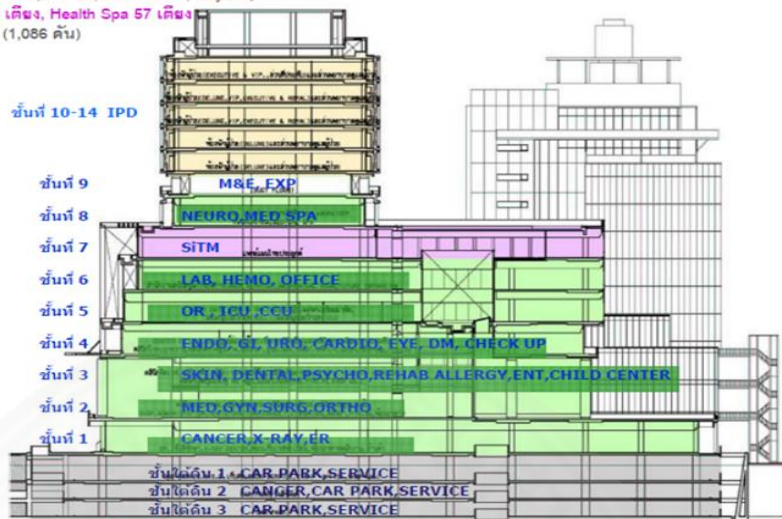 เตียง, Health Spa 57 เตียง
(1,086 คัน)
ชั้นที่ 10-14 IPD
ชั้นที่ 9 M&E, EXP
ชั้นที่ 8 NEURO,MED SPA
ชั้นที่ 7 SiTM
ชั้นที่ 6 LAB, HEMO, OFFICE
ชั้นที่ 5 OR ,ICU ,CCU
ชั้นที่ 4 ENDO, GI, URO, CARDIO, EYE, DM, CHECK UP
ชั้นที่ 3 SKIN, DENTAL,PSYCHO,REHAB ALLERGY,ENT,CHILD CENTER
ชั้นที่ 2 MED,GYN,SURG,ORTHO
ชั้นที่ 1 CANCER,X-RAY,ER
ชั้นใต้ดิน 1 CAR PARK,SERVICE
ชั้นใต้ดิน 2 CANCER,CAR PARK,SERVICE
ชั้นใต้ดิน 3 CAR PARK,SERVICE